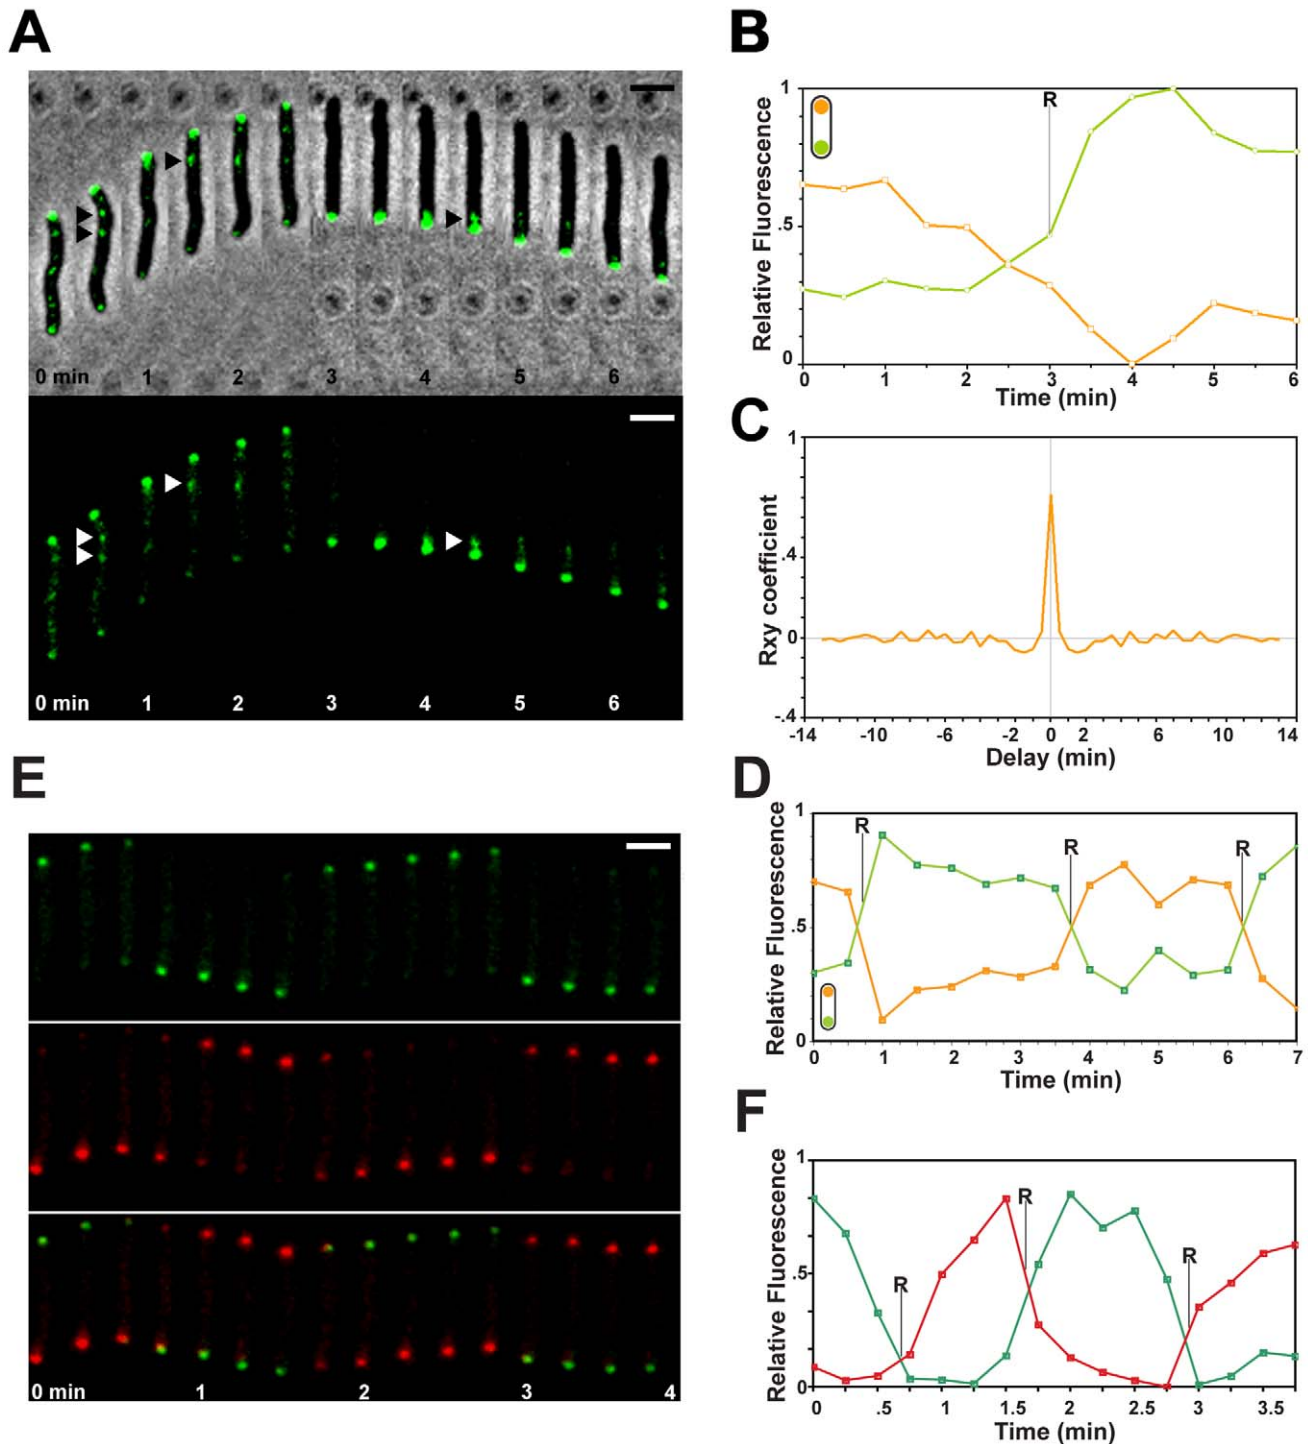 A
0 min 1 2 3 4 5 6
0 min 1 2 3 4 5 6
B
Relative Fluorescence
1
.5
0
R
0 1 2 3 4 5 6
Time (min)
C
Rxy coefficient
1
.4
0
-.4
-14 -10 -6 -2 0 2 6 10 14
Delay (min)
E
0 min 1 2 3 4
D
Relative Fluorescence
1
.5
0
R R R
0 1 2 3 4 5 6 7
Time (min)
F
Relative Fluorescence
1
.5
0
R R R
0 .5 1 1.5 2 2.5 3 3.5
Time (min)